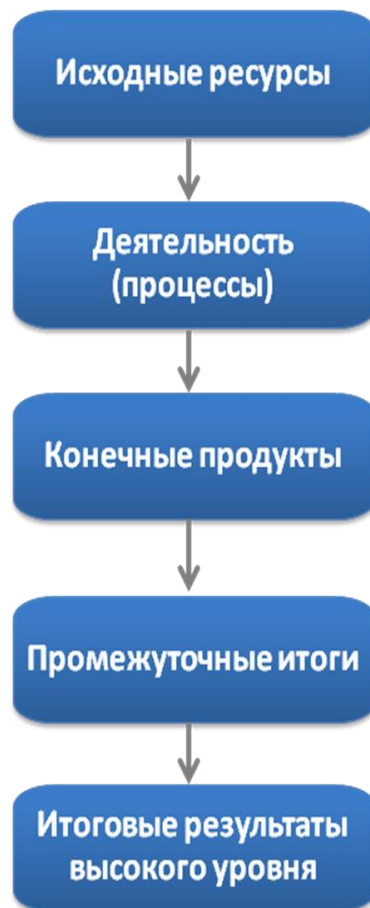 Исходные ресурсы
Деятельность
(процессы)
Конечные продукты
Промежуточные итоги
Итоговые результаты
высокого уровня